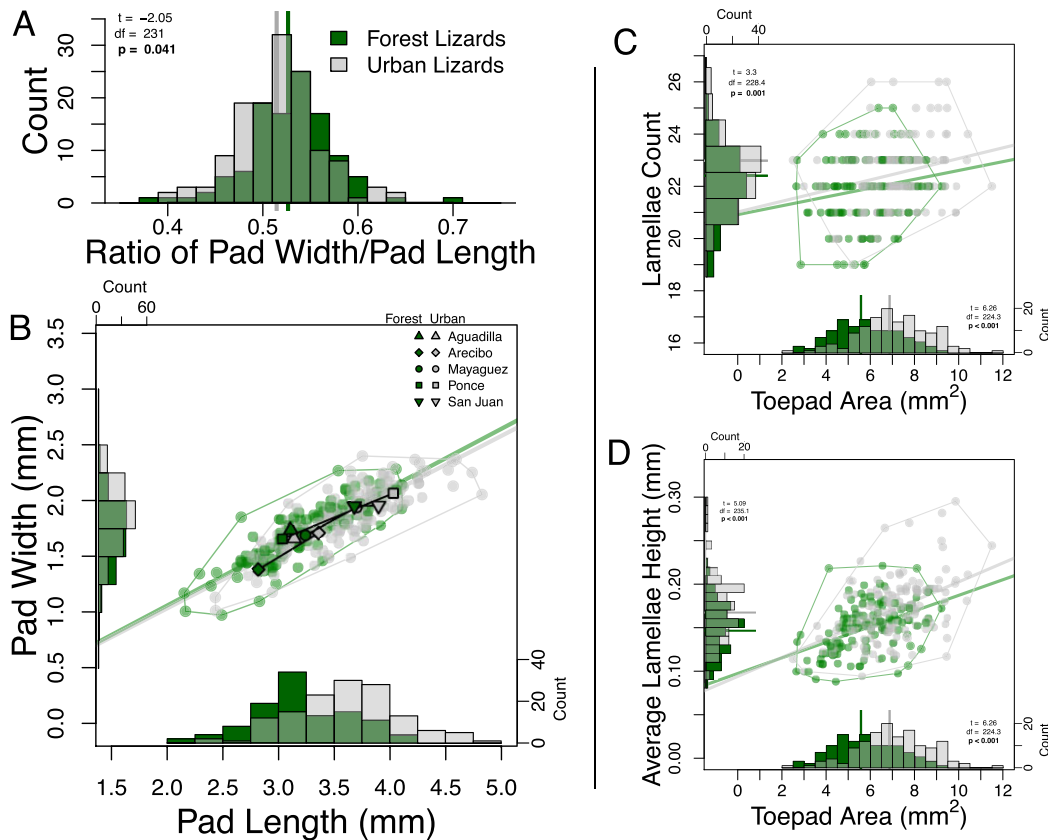 A
t = −2.05
df = 231
p = 0.041
Forest Lizards
Urban Lizards
Count
0
10
20
30
0.4
0.5
0.6
0.7
Ratio of Pad Width/Pad Length
B
Count
0
60
Forest Urban
Aguadilla
Arecibo
Mayaguez
Ponce
San Juan
Pad Width (mm)
3.5
3.0
2.5
2.0
1.5
1.0
0.0
40
20
0
Count
1.5
2.0
2.5
3.0
3.5
4.0
4.5
5.0
Pad Length (mm)
C
Count
0
40
t = 3.3
df = 228.4
p = 0.001
Lamellae Count
26
24
22
20
18
16
t = 6.26
df = 224.3
p < 0.001
20
0
Count
0
2
4
6
8
10
12
Toepad Area (mm²)
D
Count
0
20
t = 5.09
df = 235.1
p < 0.001
Average Lamellae Height (mm)
0.30
0.20
0.10
0.00
t = 6.26
df = 224.3
p < 0.001
20
0
Count
0
2
4
6
8
10
12
Toepad Area (mm²)